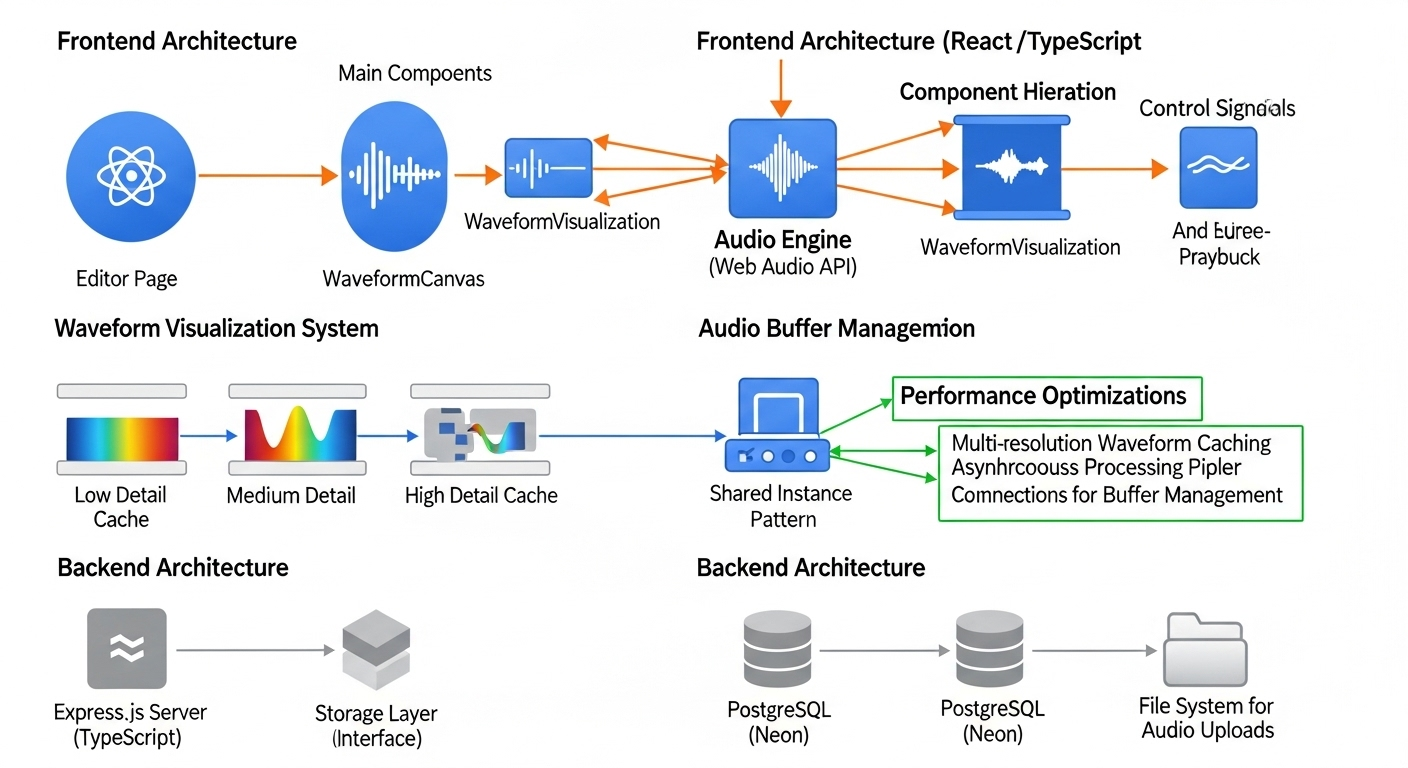 Frontend Architecture
Main Compoents
Editor Page
WaveformCanvas
WaveformVisualization
Frontend Architecture (React/TypeScript
Component Hieration
Control Signeals
Audio Engine
(Web Audio API)
WaveformVisualization
And Euree-
Praybuck
Waveform Visualization System
Low Detail
Cache
Medium Detail
High Detail Cache
Audio Buffer Managemion
Shared Instance
Pattern
Performance Optimizations
Multi-resolution Waveform Caching
Asynhrcoouss Processing Pipler
Comnections for Buffer Management
Backend Architecture
Express.js Server
(TypeScript)
Storage Layer
(Interface)
Backend Architecture
PostgreSQL
(Neon)
PostgreSQL
(Neon)
File System for
Audio Uploads